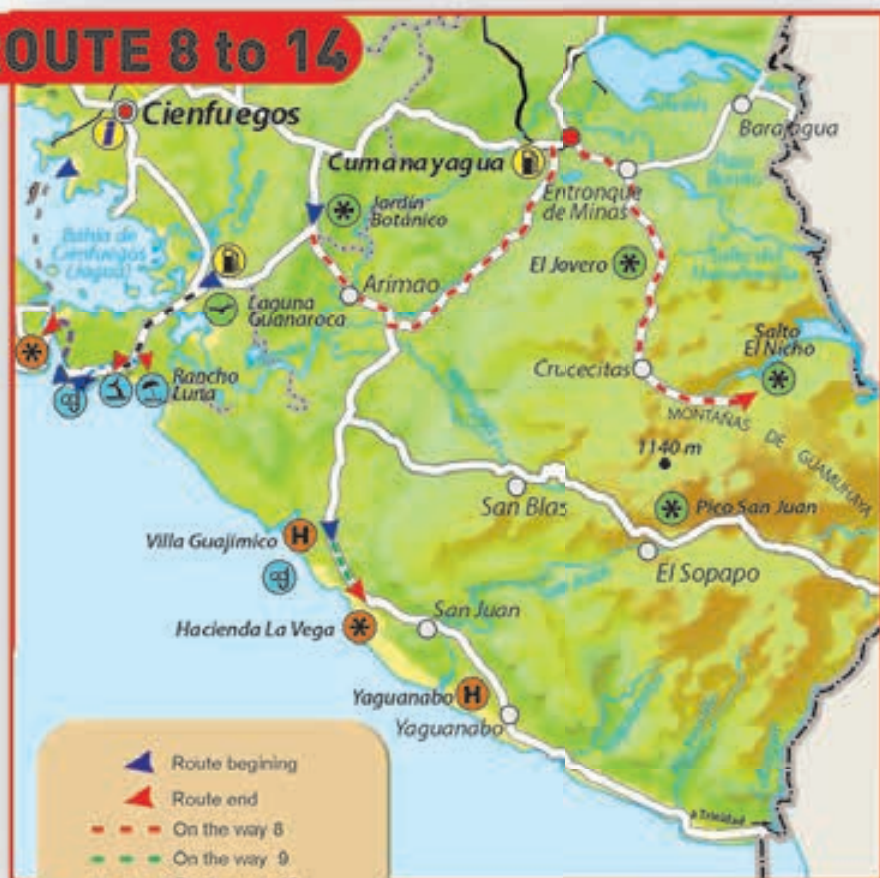 OUTE 8 to 14
Cienfuegos
i
Cumanayagua
Barajagua
Entronque
de Minas
Jardín
Botánico
Bahía de
Cienfuegos
(Jagua)
El Jovero
Arimao
Laguna
Guanaroca
Salto
El Nicho
Rancho
Luna
Crucecitas
MONTAÑAS DE GUAMUHAYA
1140 m
San Blas
Pico San Juan
Villa Guajimico
H
El Sopapo
San Juan
Hacienda La Vega
Yaguanabo
H
Yaguanabo
a Trinidad
Route begining
Route end
On the way 8
On the way 9